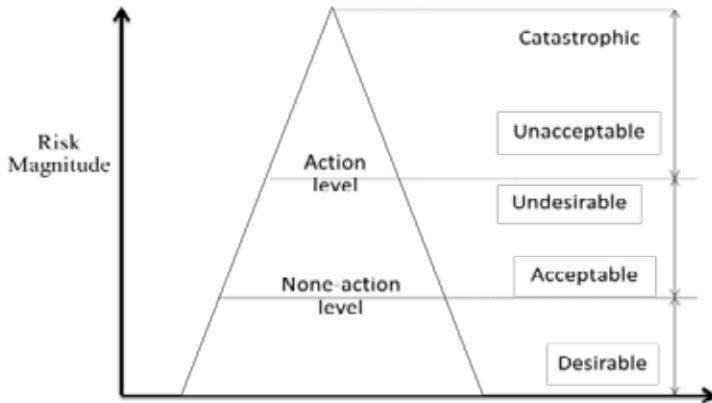 Catastrophic
Unacceptable
Risk
Magnitude
Action
level
Undesirable
Acceptable
None-action
level
Desirable